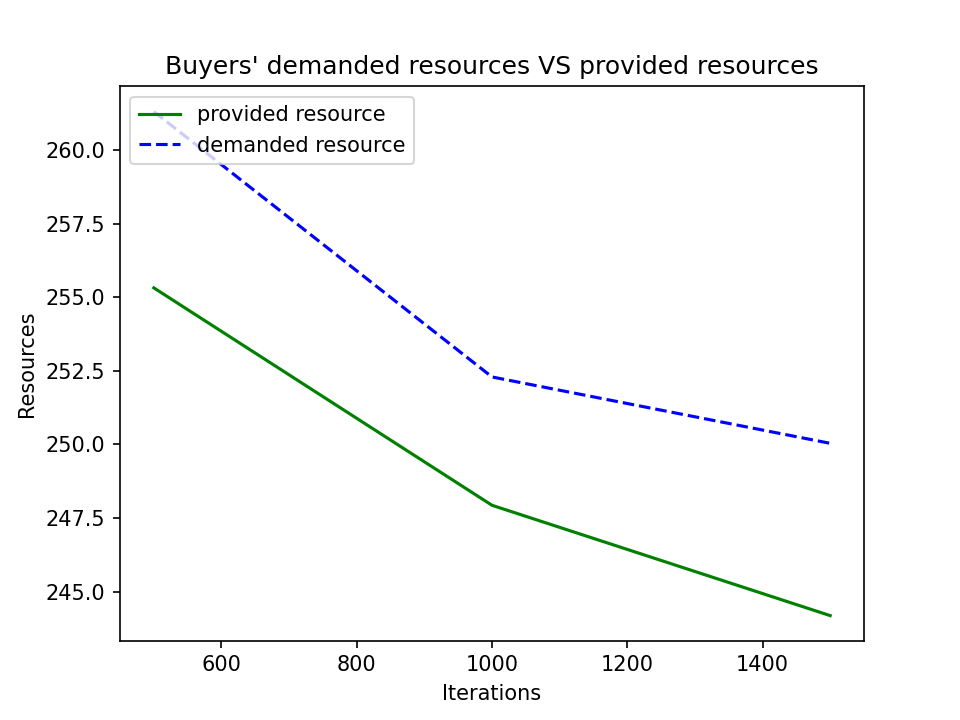 Buyers' demanded resources VS provided resources
provided resource
demanded resource
260.0
257.5
255.0
252.5
250.0
247.5
245.0
Resources
600 800 1000 1200 1400
Iterations